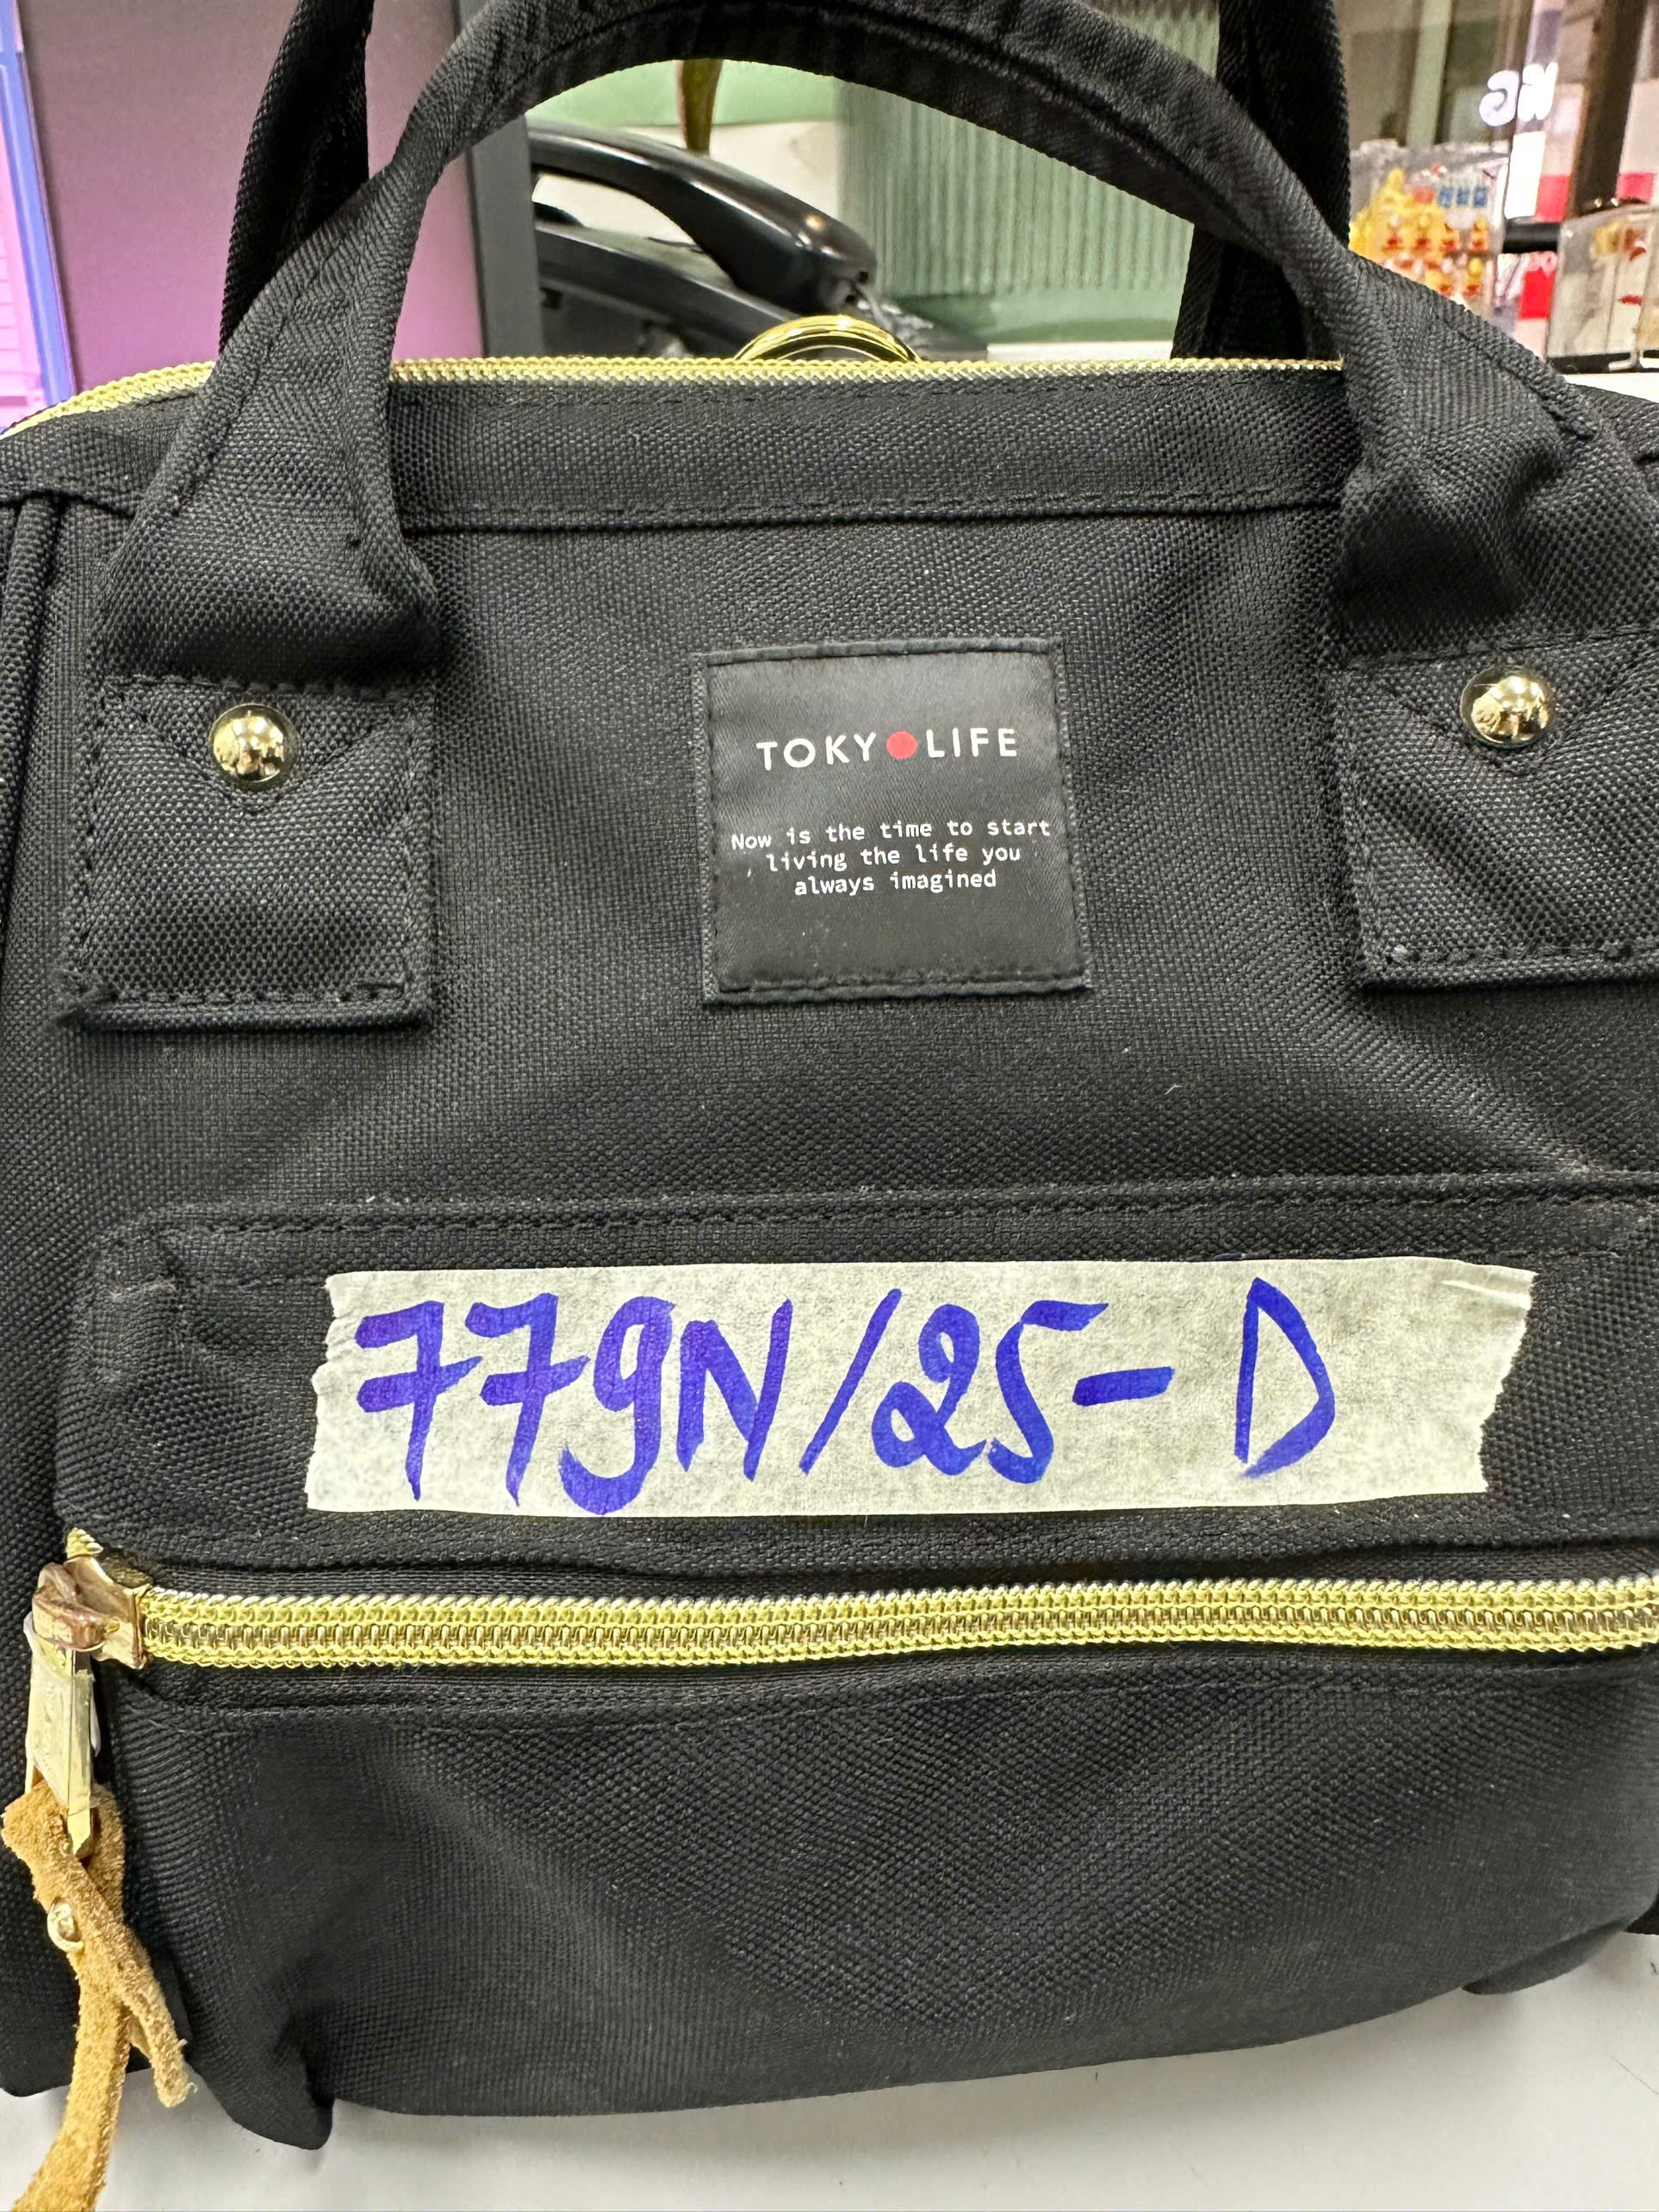 TOKYOLIFE
Now is the time to start
living the life you
always imagined
779N/25-D